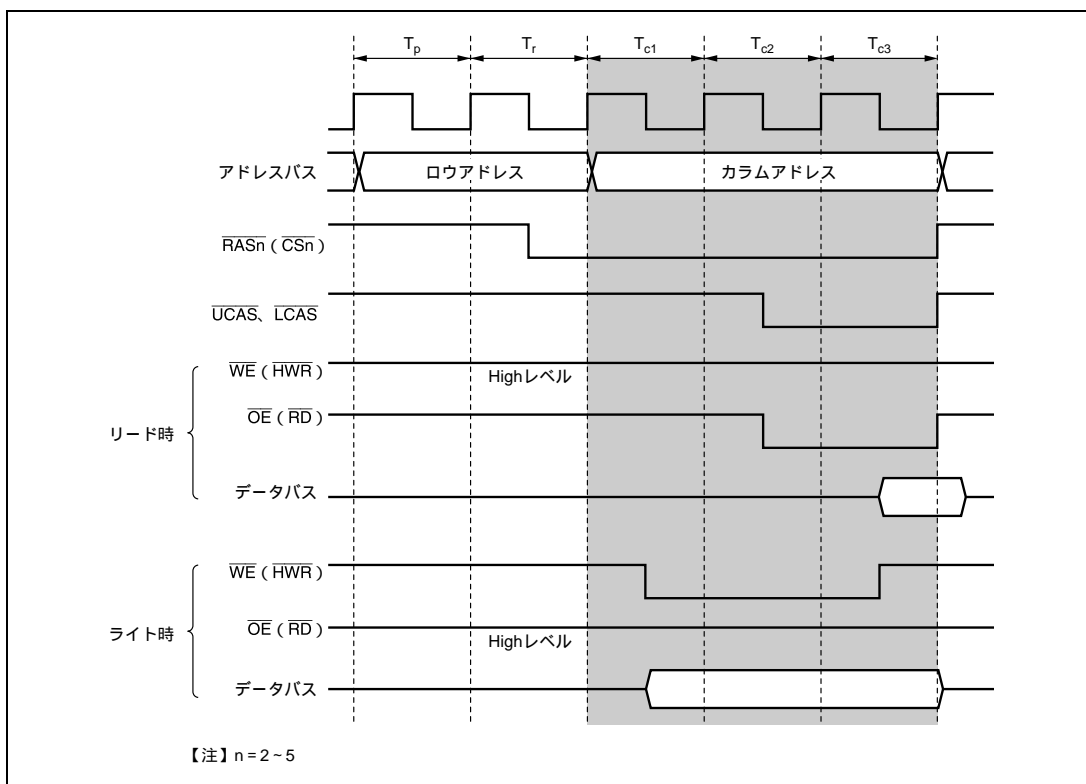 Tp Tr Tc1 Tc2 Tc3
アドレスバス ロウアドレス カラムアドレス
RASn(CSn)
UCAS、LCAS
リード時
WE(HWR) Highレベル
OE(RD)
データバス
ライト時
WE(HWR)
OE(RD) Highレベル
データバス
【注】n = 2 ~ 5